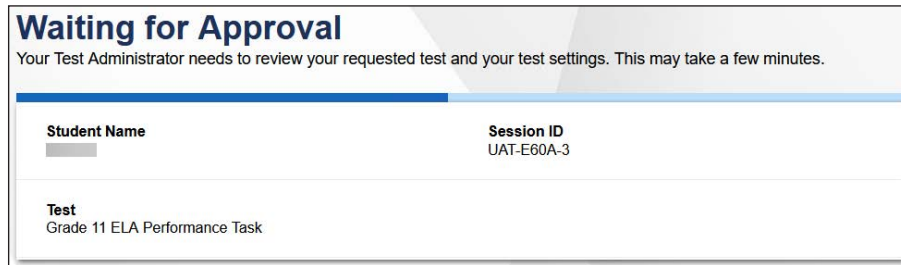 Waiting for Approval
Your Test Administrator needs to review your requested test and your test settings. This may take a few minutes.
Student Name
Session ID
UAT-E60A-3
Test
Grade 11 ELA Performance Task